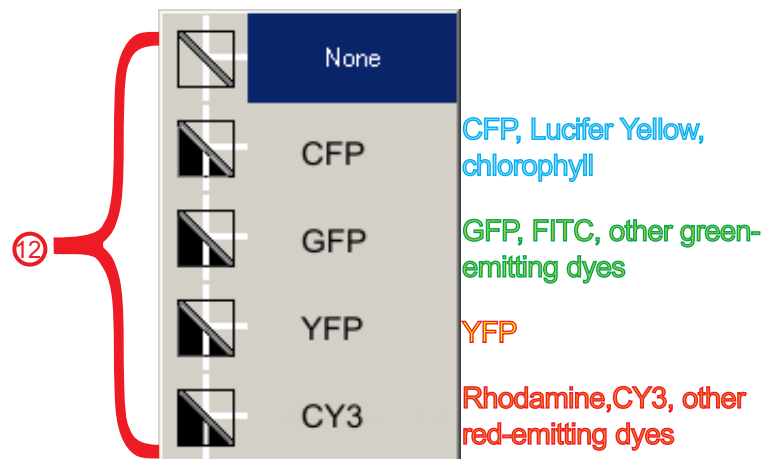 None
CFP
CFP, Lucifer Yellow,
chlorophyll
12
GFP
GFP, FITC, other green-
emitting dyes
YFP
YFP
CY3
Rhodamine,CY3, other
red-emitting dyes